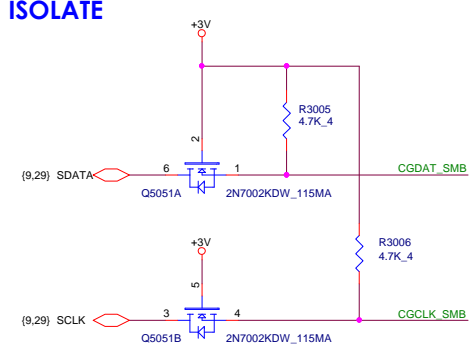 ISOLATE
+3V
R3005
4.7K_4
2
{9,29} SDATA
6
1
CGDAT_SMB
Q5051A
2N7002KDW_115MA
+3V
R3006
4.7K_4
5
{9,29} SCLK
3
4
CGCLK_SMB
Q5051B
2N7002KDW_115MA